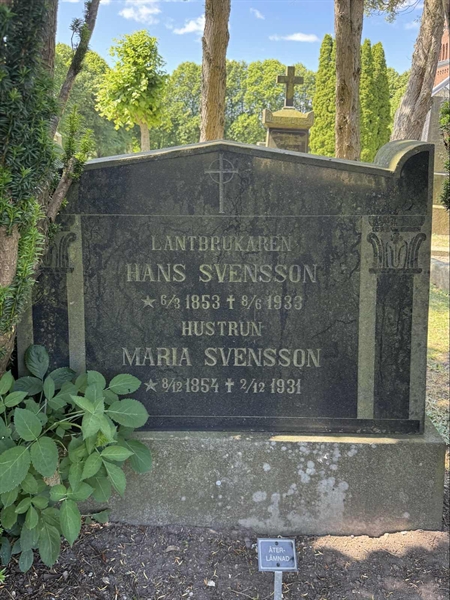 LANTBRUKAREN
HANS SVENSSON
☆ 6/3 1853 ✝ 8/6 1933
HUSTRUN
MARIA SVENSSON
☆ 8/12 1854 ✝ 2/12 1931
ÅTER-
LÄMNAD